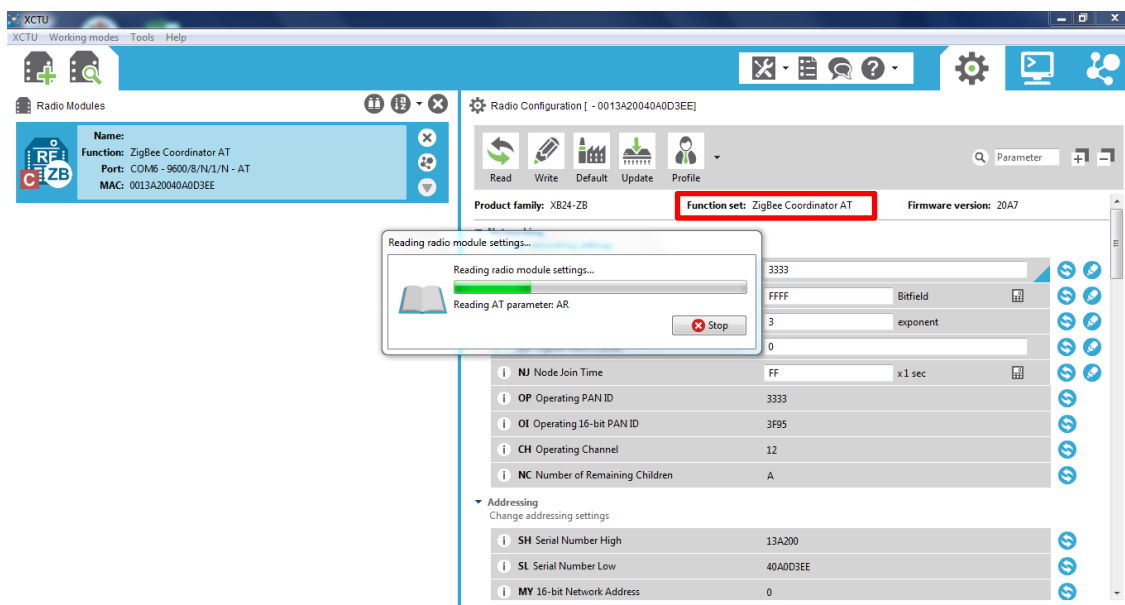 XCTU
XCTU Working modes Tools Help
Radio Modules
Radio Configuration [ - 0013A20040A0D3EE]
Name:
Function: ZigBee Coordinator AT
Port: COM6 - 9600/8/N/1/N - AT
MAC: 0013A20040A0D3EE
RF
C ZB
Read Write Default Update Profile
Parameter
Product family: XB24-ZB Function set: ZigBee Coordinator AT Firmware version: 20A7
Reading radio module settings...
Reading radio module settings...
Reading AT parameter: AR
Stop
3333
FFFF Bitfield
3 exponent
0
i NJ Node Join Time FF x 1 sec
i OP Operating PAN ID 3333
i OI Operating 16-bit PAN ID 3F95
i CH Operating Channel 12
i NC Number of Remaining Children A
Addressing
Change addressing settings
i SH Serial Number High 13A200
i SL Serial Number Low 40A0D3EE
i MY 16-bit Network Address 0